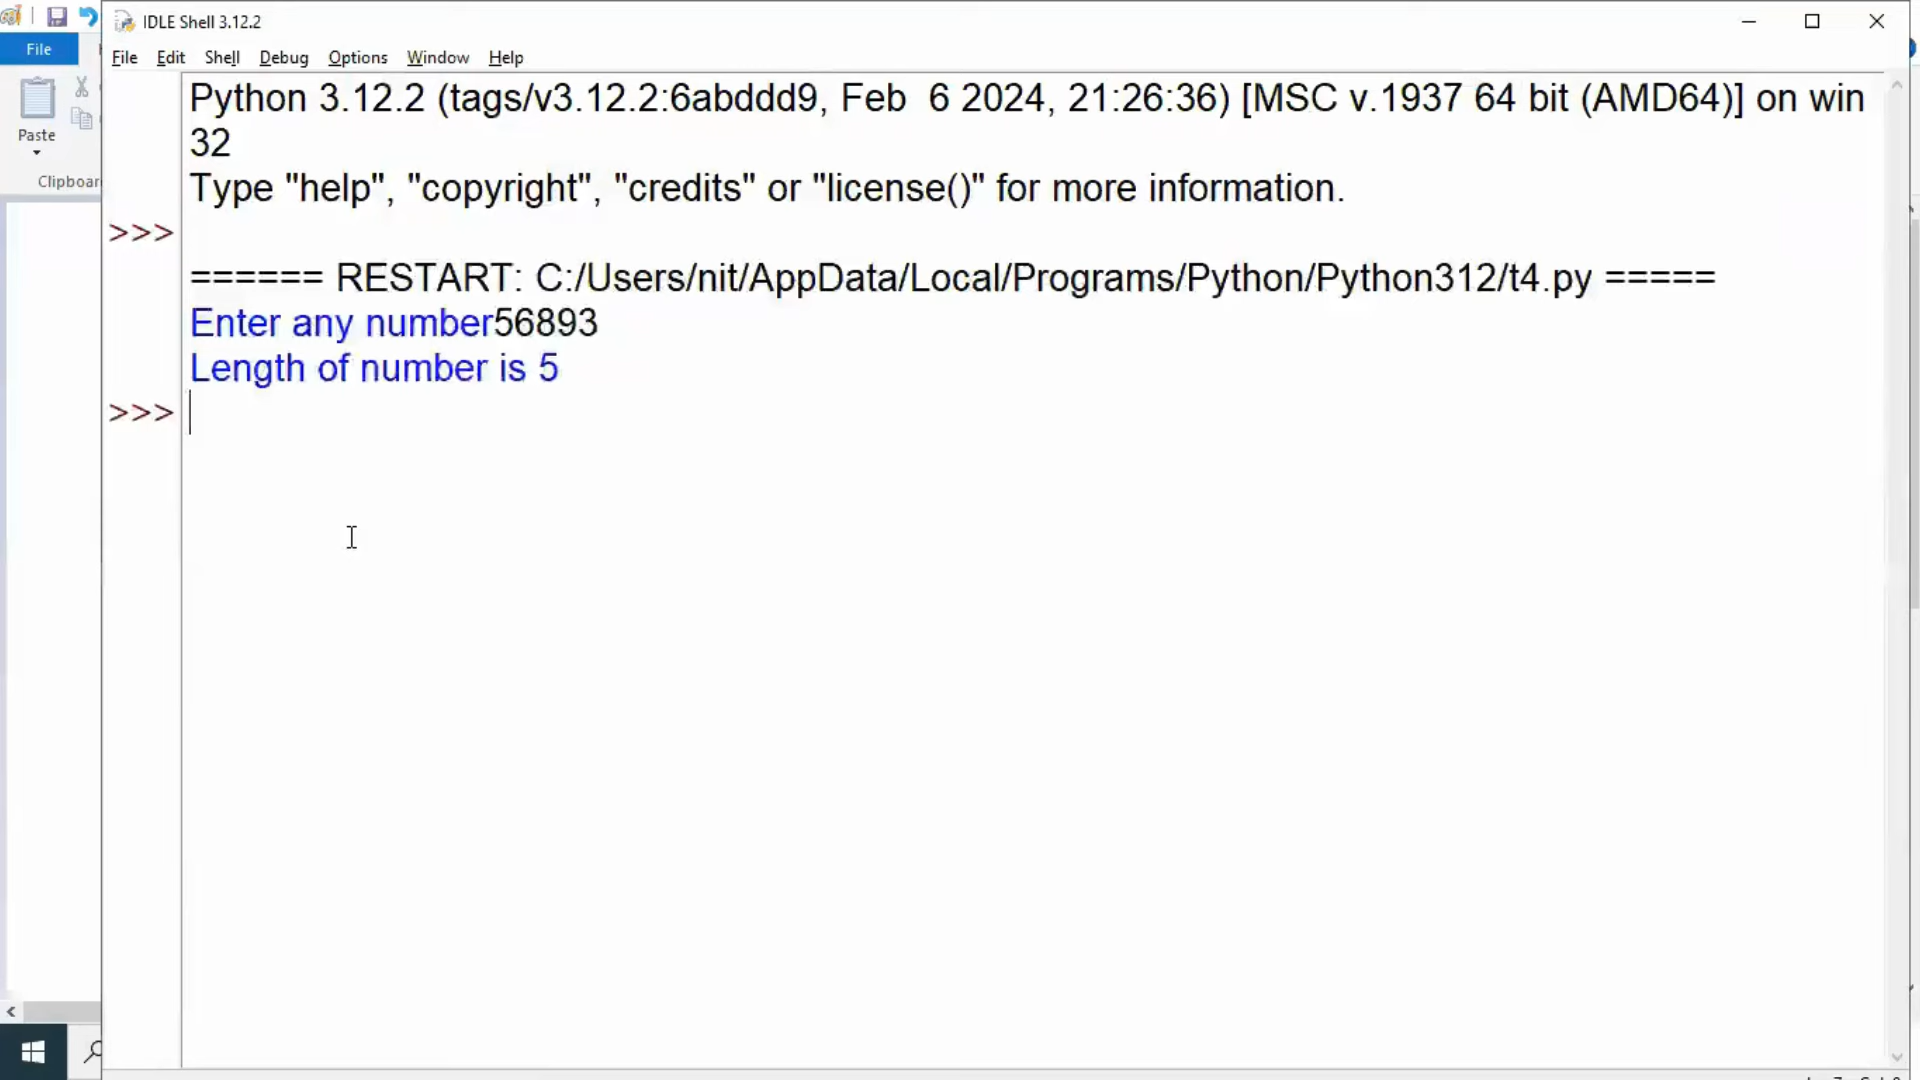 IDLE Shell 3.12.2
File
File Edit Shell Debug Options Window Help
Paste
Clipboar
Python 3.12.2 (tags/v3.12.2:6abddd9, Feb  6 2024, 21:26:36) [MSC v.1937 64 bit (AMD64)] on win
32
Type "help", "copyright", "credits" or "license()" for more information.
>>>
====== RESTART: C:/Users/nit/AppData/Local/Programs/Python/Python312/t4.py =====
Enter any number56893
Length of number is 5
>>>